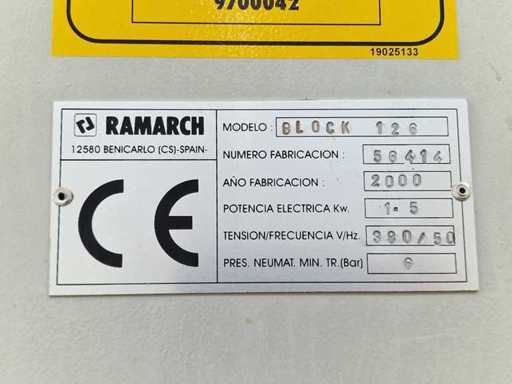 9700042
19025133
RAMARCH
12580 BENICARLO (CS)-SPAIN-
CE
MODELO : BLOCK 126
NUMERO FABRICACION : 56414
AÑO FABRICACION : 2000
POTENCIA ELECTRICA Kw. 1.5
TENSION/FRECUENCIA V/Hz. 380/50
PRES. NEUMAT. MIN. TR.(Bar) 6